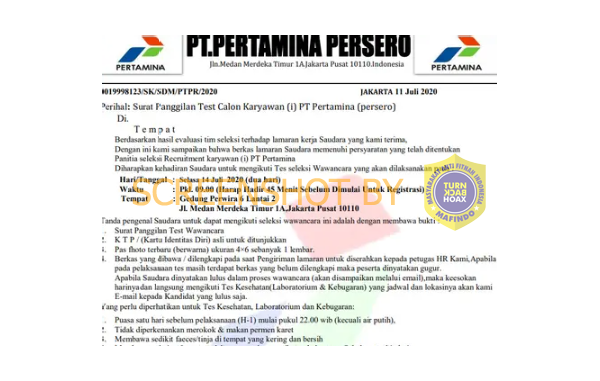 PT.PERTAMINA PERSERO
Jln.Medan Merdeka Timur 1A.Jakarta Pusat 10110.Indonesia
PERTAMINA
PERTAMINA
0019998123/SK/SDM/PTPR/2020 JAKARTA 11 Juli 2020
Perihal: Surat Panggilan Test Calon Karyawan (i) PT Pertamina (persero)
Di.
T e m p a t
Berdasarkan hasil evaluasi tim seleksi terhadap lamaran kerja Saudara yang kami terima,
Dengan ini sampaikan bahwa berkas lamaran Saudara memenuhi persyaratan yang telah ditentukan
Panitia seleksi Recruitment karyawan (i) PT Pertamina
Diharapkan kehadiran Saudara untuk mengikuti Tes seleksi Wawancara yang akan dilaksanakan pada
Hari/Tanggal : Selasa 14 Juli 2020 (dua hari)
Waktu : Pkl. 09.00 (Harap Hadir 45 Menit Sebelum Dimulai Untuk Registrasi)
Tempat : Gedung Perwira 6 Lantai 2
Jl. Medan Merdeka Timur 1A,Jakarta Pusat 10110
SCREENSHOT BY
MASYARAKAT ANTI FITNAH INDONESIA
TURN BACK HOAX
MAFINDO
Tanda pengenal Saudara untuk dapat mengikuti seleksi wawancara ini adalah dengan membawa bukti
1. Surat Panggilan Test Wawancara
2. K T P / (Kartu Identitas Diri) asli untuk ditunjukkan
3. Pas fhoto terbaru (berwarna) ukuran 4×6 sebanyak 1 lembar.
4. Berkas yang dibawa / dilengkapi pada saat Pengiriman lamaran untuk diserahkan kepada petugas HR Kami,Apabila
pada pelaksanaan tes masih terdapat berkas yang belum dilengkapi maka peserta dinyatakan gugur.
Apabila Saudara dinyatakan lulus dalam proses wawancara (akan disampaikan melalui email),maka keesokan
harinya dan langsung mengikuti Tes Kesehatan(Laboratorium & Kebugaran) yang jadwal dan lokasinya akan kami
E-mail kepada Kandidat yang lulus saja.
Yang perlu diperhatikan untuk Tes Kesehatan, Laboratorium dan Kebugaran:
1. Puasa satu hari sebelum pelaksanaan (H-1) mulai pukul 22.00 wib (kecuali air putih),
2. Tidak diperkenankan merokok & makan permen karet
3. Membawa sedikit faeces/tinja di tempat yang kering dan bersih